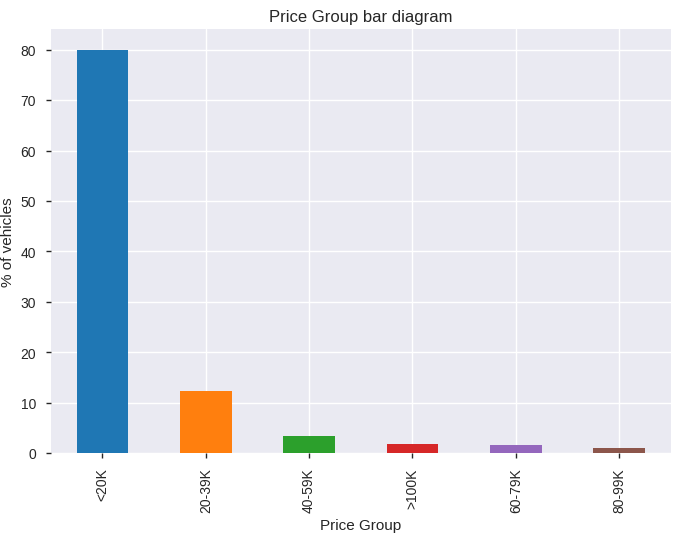 Price Group bar diagram
% of vehicles
80
70
60
50
40
30
20
10
0
<20K
20-39K
40-59K
>100K
60-79K
80-99K
Price Group